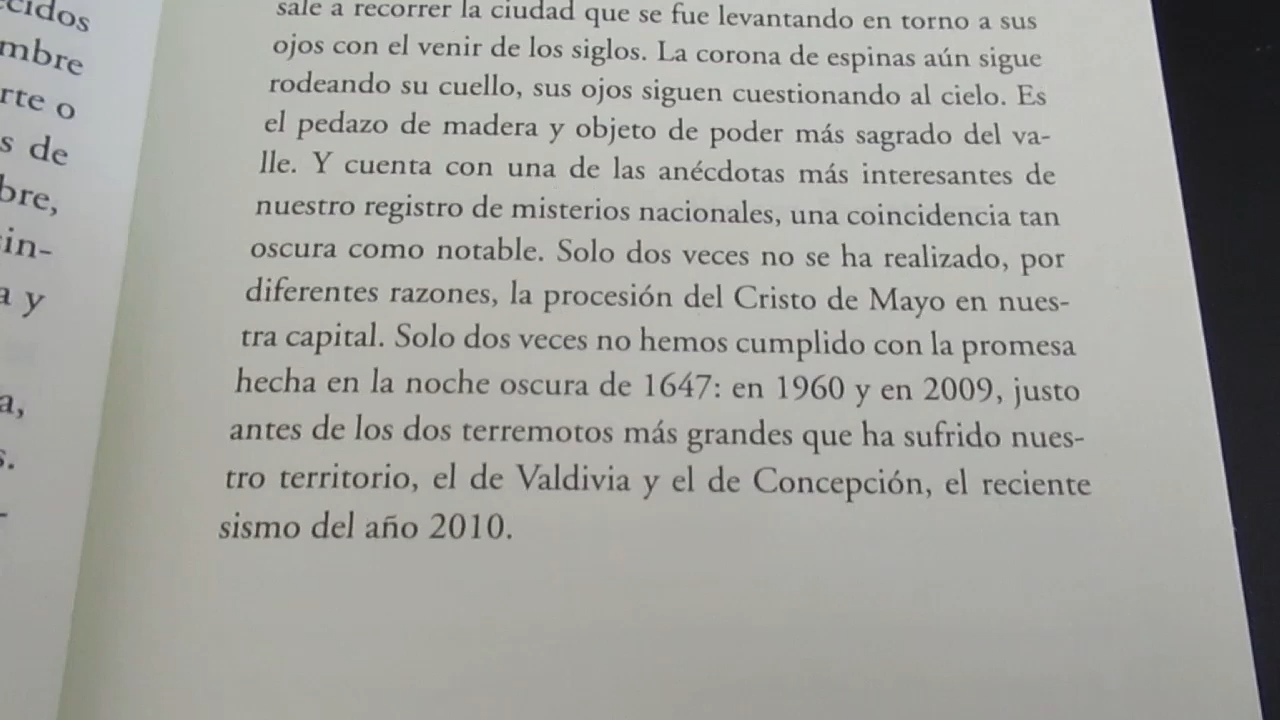 cidos
mbre
rte o
s de
bre,
in-
a y
a,
s.
-
sale a recorrer la ciudad que se fue levantando en torno a sus
ojos con el venir de los siglos. La corona de espinas aún sigue
rodeando su cuello, sus ojos siguen cuestionando al cielo. Es
el pedazo de madera y objeto de poder más sagrado del va-
lle. Y cuenta con una de las anécdotas más interesantes de
nuestro registro de misterios nacionales, una coincidencia tan
oscura como notable. Solo dos veces no se ha realizado, por
diferentes razones, la procesión del Cristo de Mayo en nues-
tra capital. Solo dos veces no hemos cumplido con la promesa
hecha en la noche oscura de 1647: en 1960 y en 2009, justo
antes de los dos terremotos más grandes que ha sufrido nues-
tro territorio, el de Valdivia y el de Concepción, el reciente
sismo del año 2010.